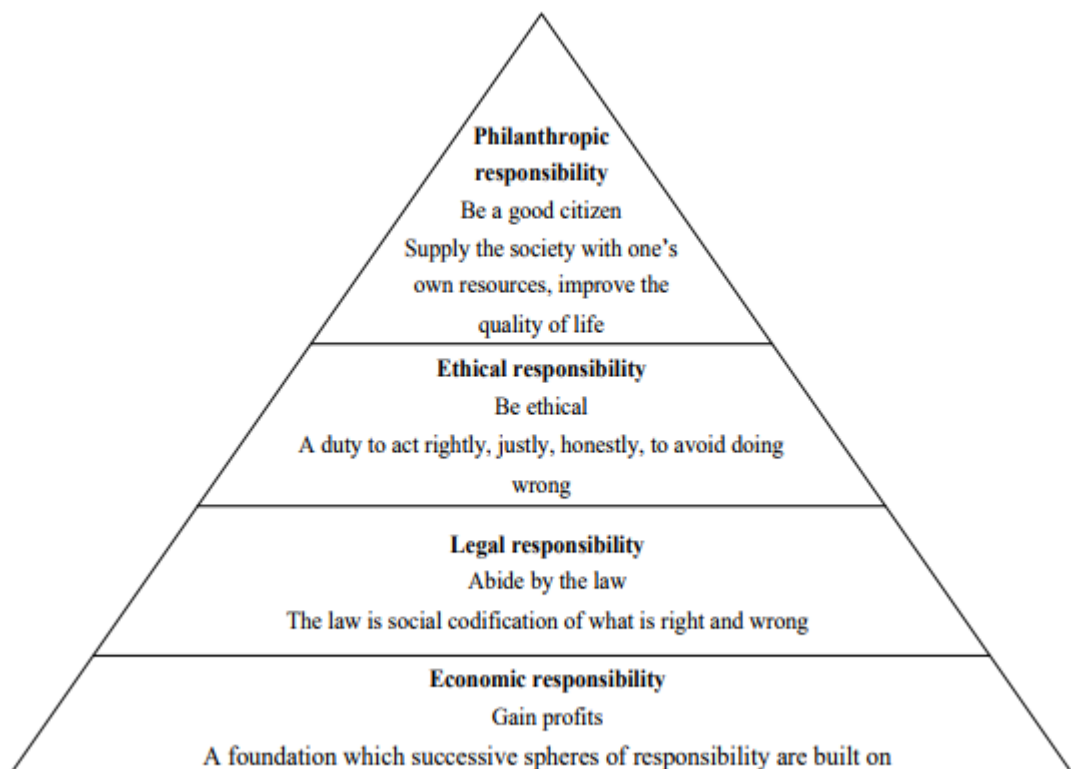 Philanthropic
responsibility
Be a good citizen
Supply the society with one's
own resources, improve the
quality of life
Ethical responsibility
Be ethical
A duty to act rightly, justly, honestly, to avoid doing
wrong
Legal responsibility
Abide by the law
The law is social codification of what is right and wrong
Economic responsibility
Gain profits
A foundation which successive spheres of responsibility are built on